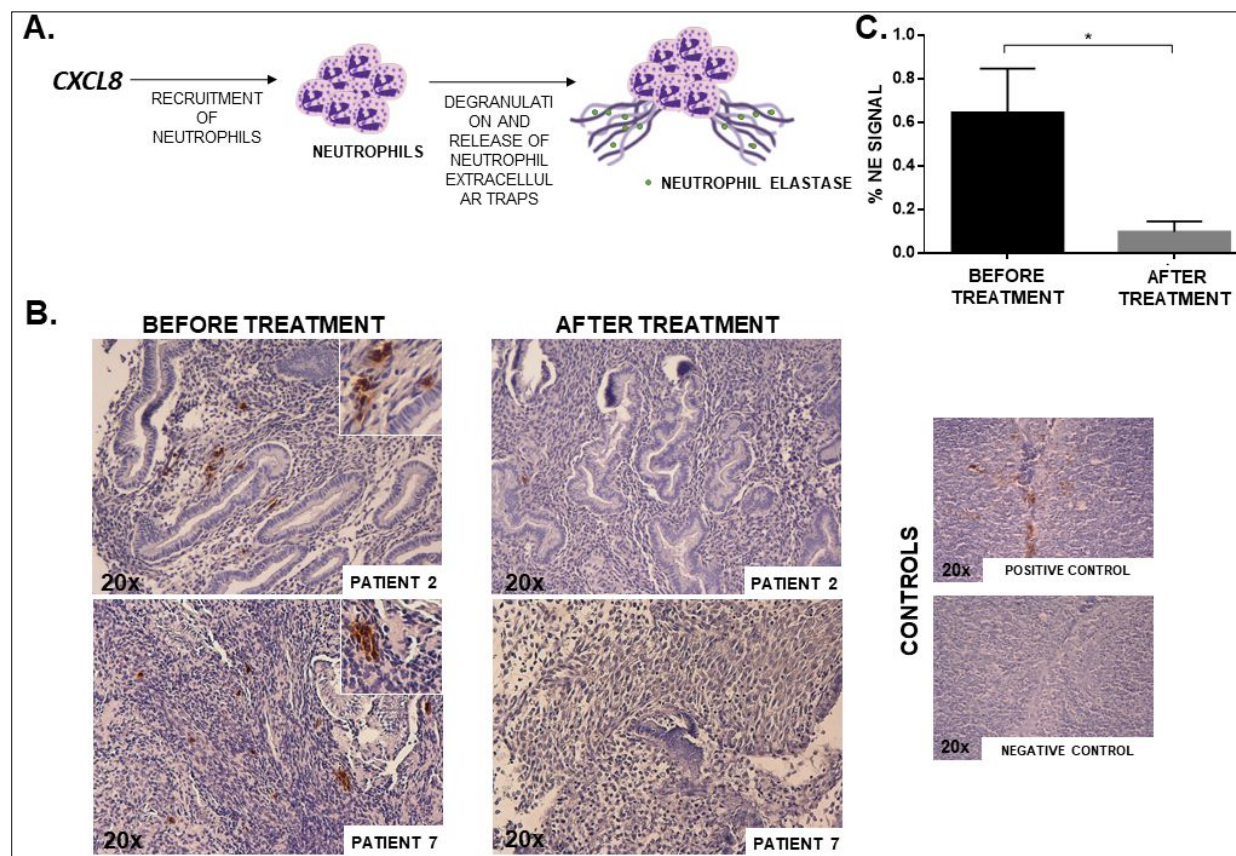 A.
CXCL8
RECRUITMENT
OF
NEUTROPHILS
NEUTROPHILS
DEGRANULATI
ON AND
RELEASE OF
NEUTROPHIL
EXTRACELLUL
AR TRAPS
NEUTROPHIL ELASTASE
C.
% NE SIGNAL
1.0
0.8
0.6
0.4
0.2
0.0
*
BEFORE
TREATMENT
AFTER
TREATMENT
B.
BEFORE TREATMENT
AFTER TREATMENT
20x
PATIENT 2
20x
PATIENT 2
20x
PATIENT 7
20x
PATIENT 7
CONTROLS
20x
POSITIVE CONTROL
20x
NEGATIVE CONTROL